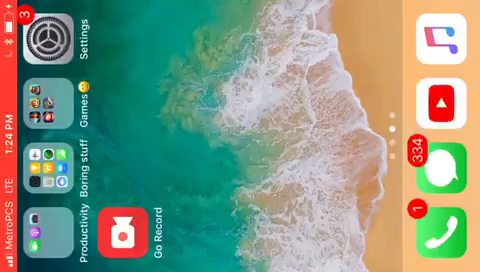 MetroPCS LTE
1:24 PM
Productivity
Boring stuff
Games😀
3
Settings
Go Record
1
334